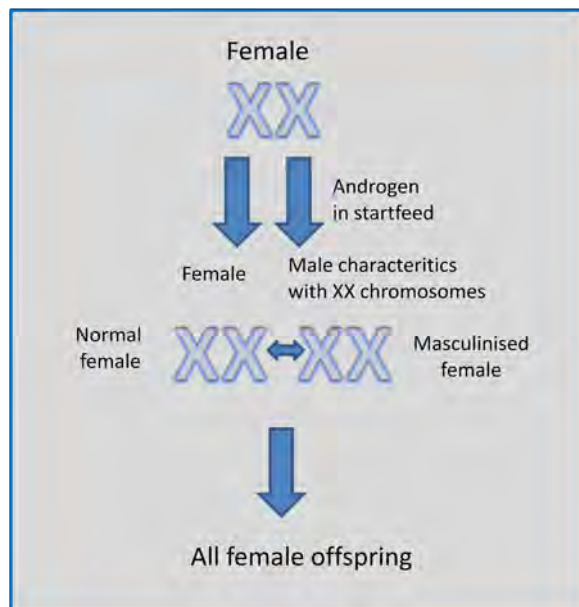 Female
XX
Androgen
in startfeed
Female
Male characteritics
with XX chromosomes
Normal
female
XX
XX
Masculinised
female
All female offspring